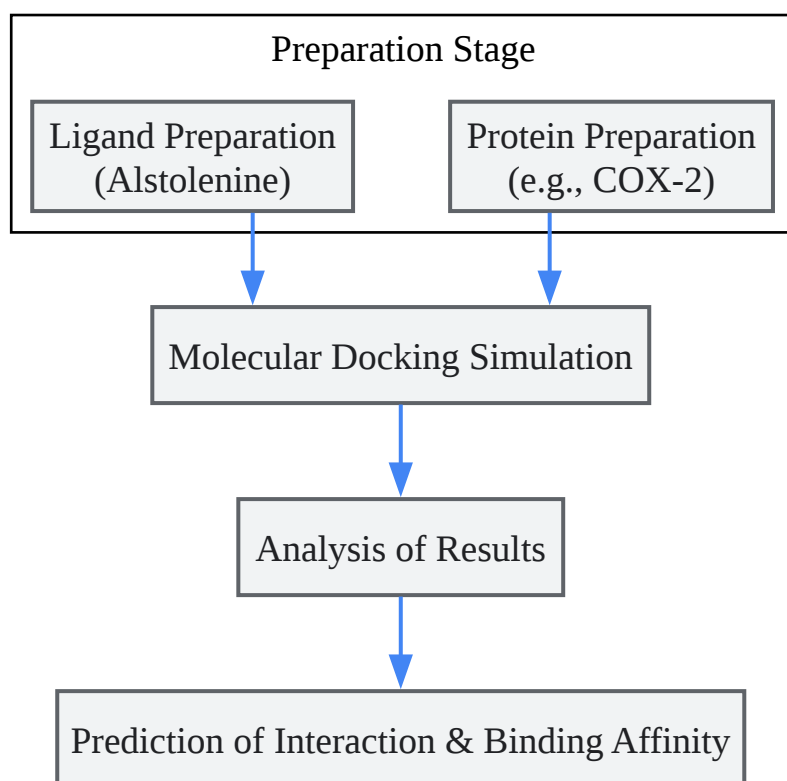 Preparation Stage
Ligand Preparation
(Alstolenine)
Protein Preparation
(e.g., COX-2)
Molecular Docking Simulation
Analysis of Results
Prediction of Interaction & Binding Affinity